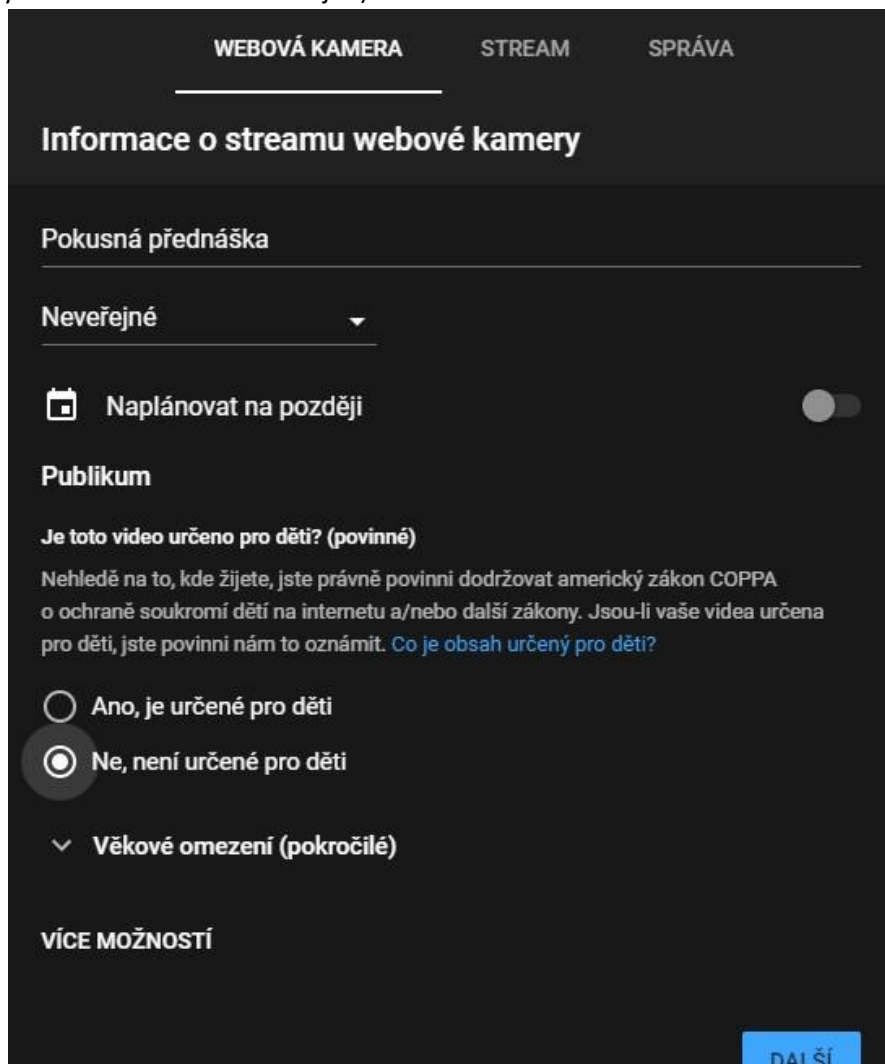 WEBOVÁ KAMERA STREAM SPRÁVA
Informace o streamu webové kamery
Pokusná přednáška
Neveřejné
Naplánovat na později
Publikum
Je toto video určeno pro děti? (povinné)
Nehledě na to, kde žijete, jste právně povinni dodržovat americký zákon COPPA
o ochraně soukromí dětí na internetu a/nebo další zákony. Jsou-li vaše videa určena
pro děti, jste povinni nám to oznámit. Co je obsah určený pro děti?
Ano, je určené pro děti
Ne, není určené pro děti
Věkové omezení (pokročilé)
VÍCE MOŽNOSTÍ
DALŠÍ